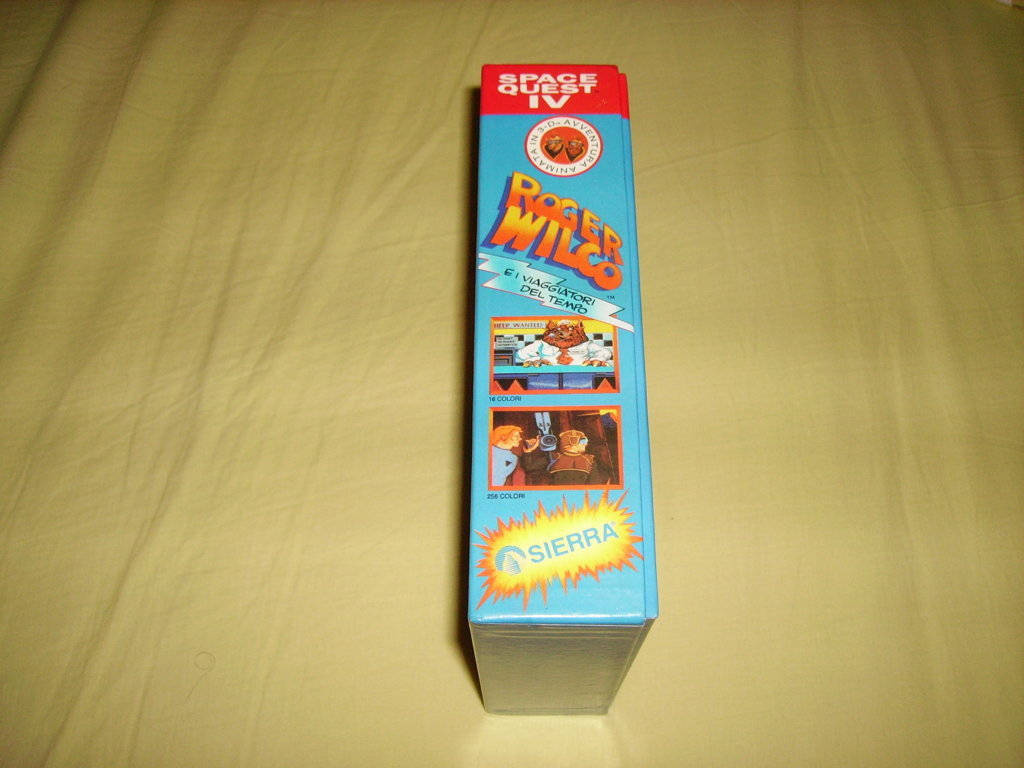 SPACE
QUEST
IV
AVVENTURA ANIMATA IN 3-D™
ROGER
WILCO
™
E I VIAGGIATORI
DEL TEMPO
HELP WANTED:
16 COLORI
256 COLORI
SIERRA®